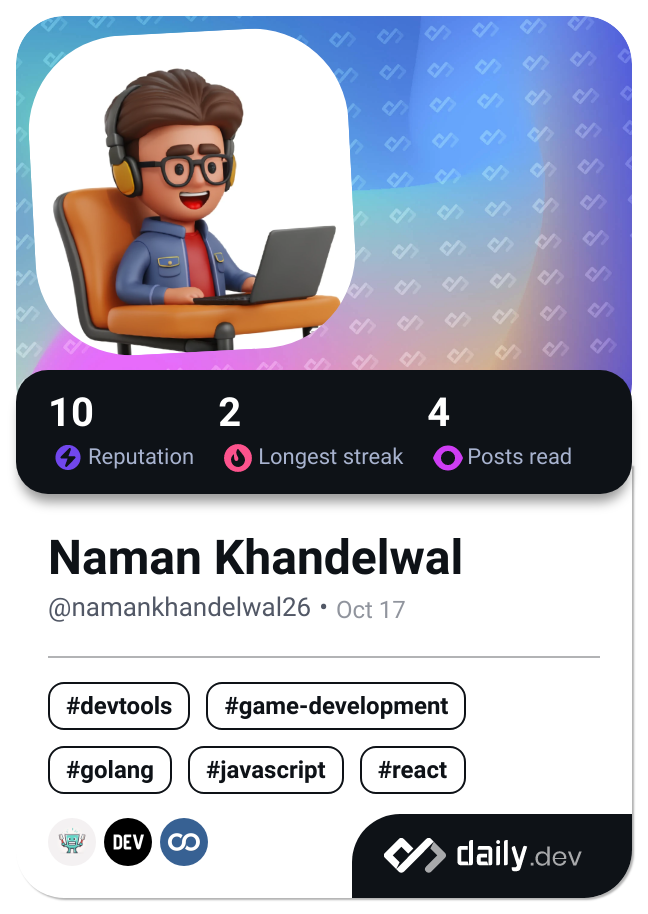 10 2 4
Reputation Longest streak Posts read
Naman Khandelwal
@namankhandelwal26 • Oct 17
#devtools #game-development
#golang #javascript #react
DEV
daily.dev